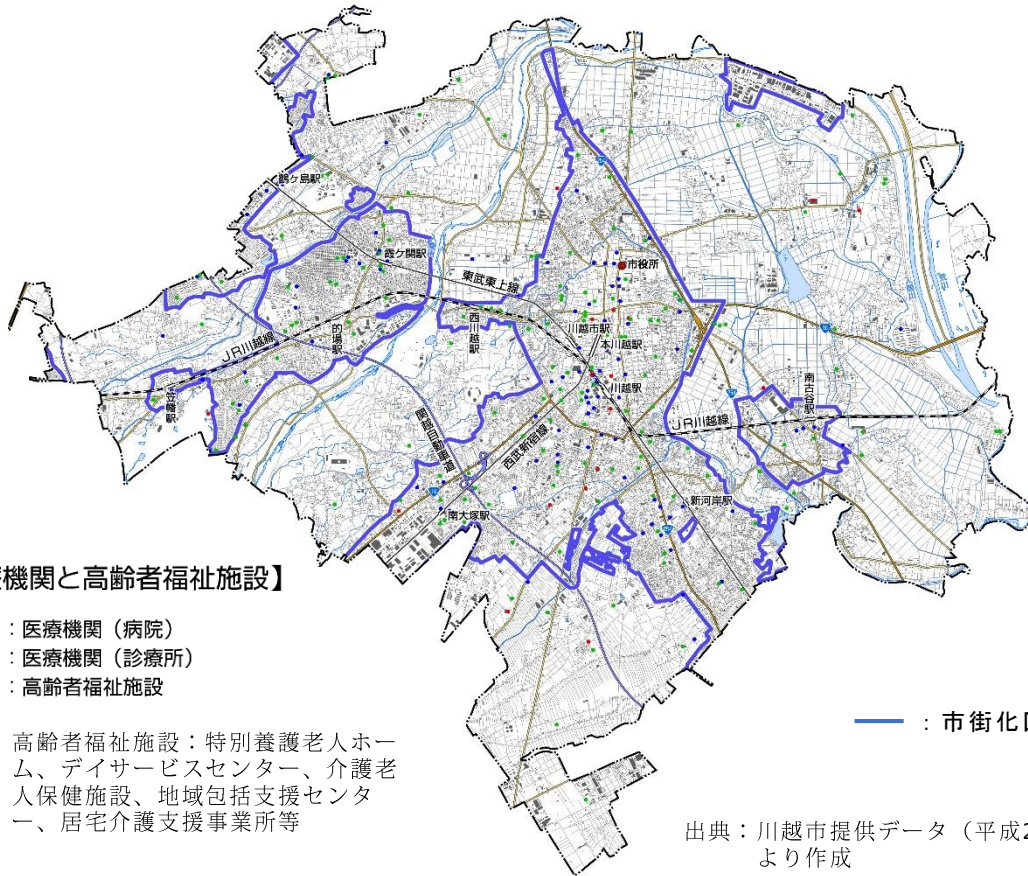 鶴ヶ島駅
霞ケ関駅
市役所
東武東上線
西川越駅
川越市駅
本川越駅
的場駅
JR川越線
川越駅
南古谷駅
笠幡駅
JR川越線
関越自動車道
西武新宿線
新河岸駅
南大塚駅
機関と高齢者福祉施設】
：医療機関（病院）
：医療機関（診療所）
：高齢者福祉施設
：市街化
高齢者福祉施設：特別養護老人ホー
ム、デイサービスセンター、介護老
人保健施設、地域包括支援センタ
ー、居宅介護支援事業所等
出典：川越市提供データ（平成2
より作成